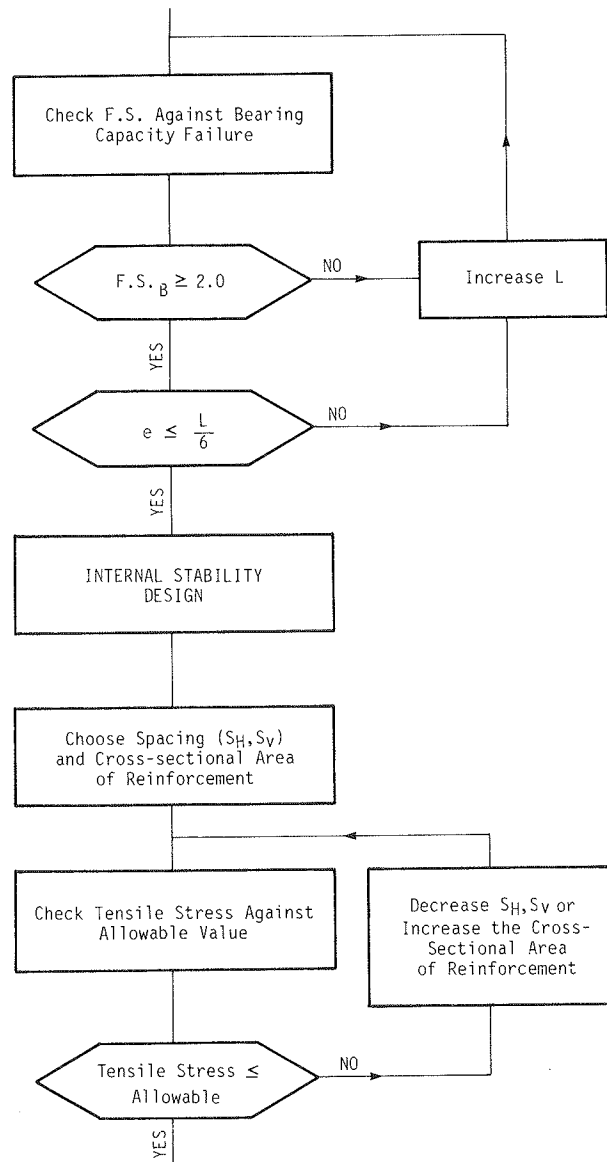 Check F.S. Against Bearing
Capacity Failure
F.S. B ≥ 2.0
NO
Increase L
YES
e ≤ L/6
NO
YES
INTERNAL STABILITY
DESIGN
Choose Spacing (SH,SV)
and Cross-sectional Area
of Reinforcement
Check Tensile Stress Against
Allowable Value
Decrease SH,SV or
Increase the Cross-
Sectional Area
of Reinforcement
Tensile Stress ≤
Allowable
NO
YES